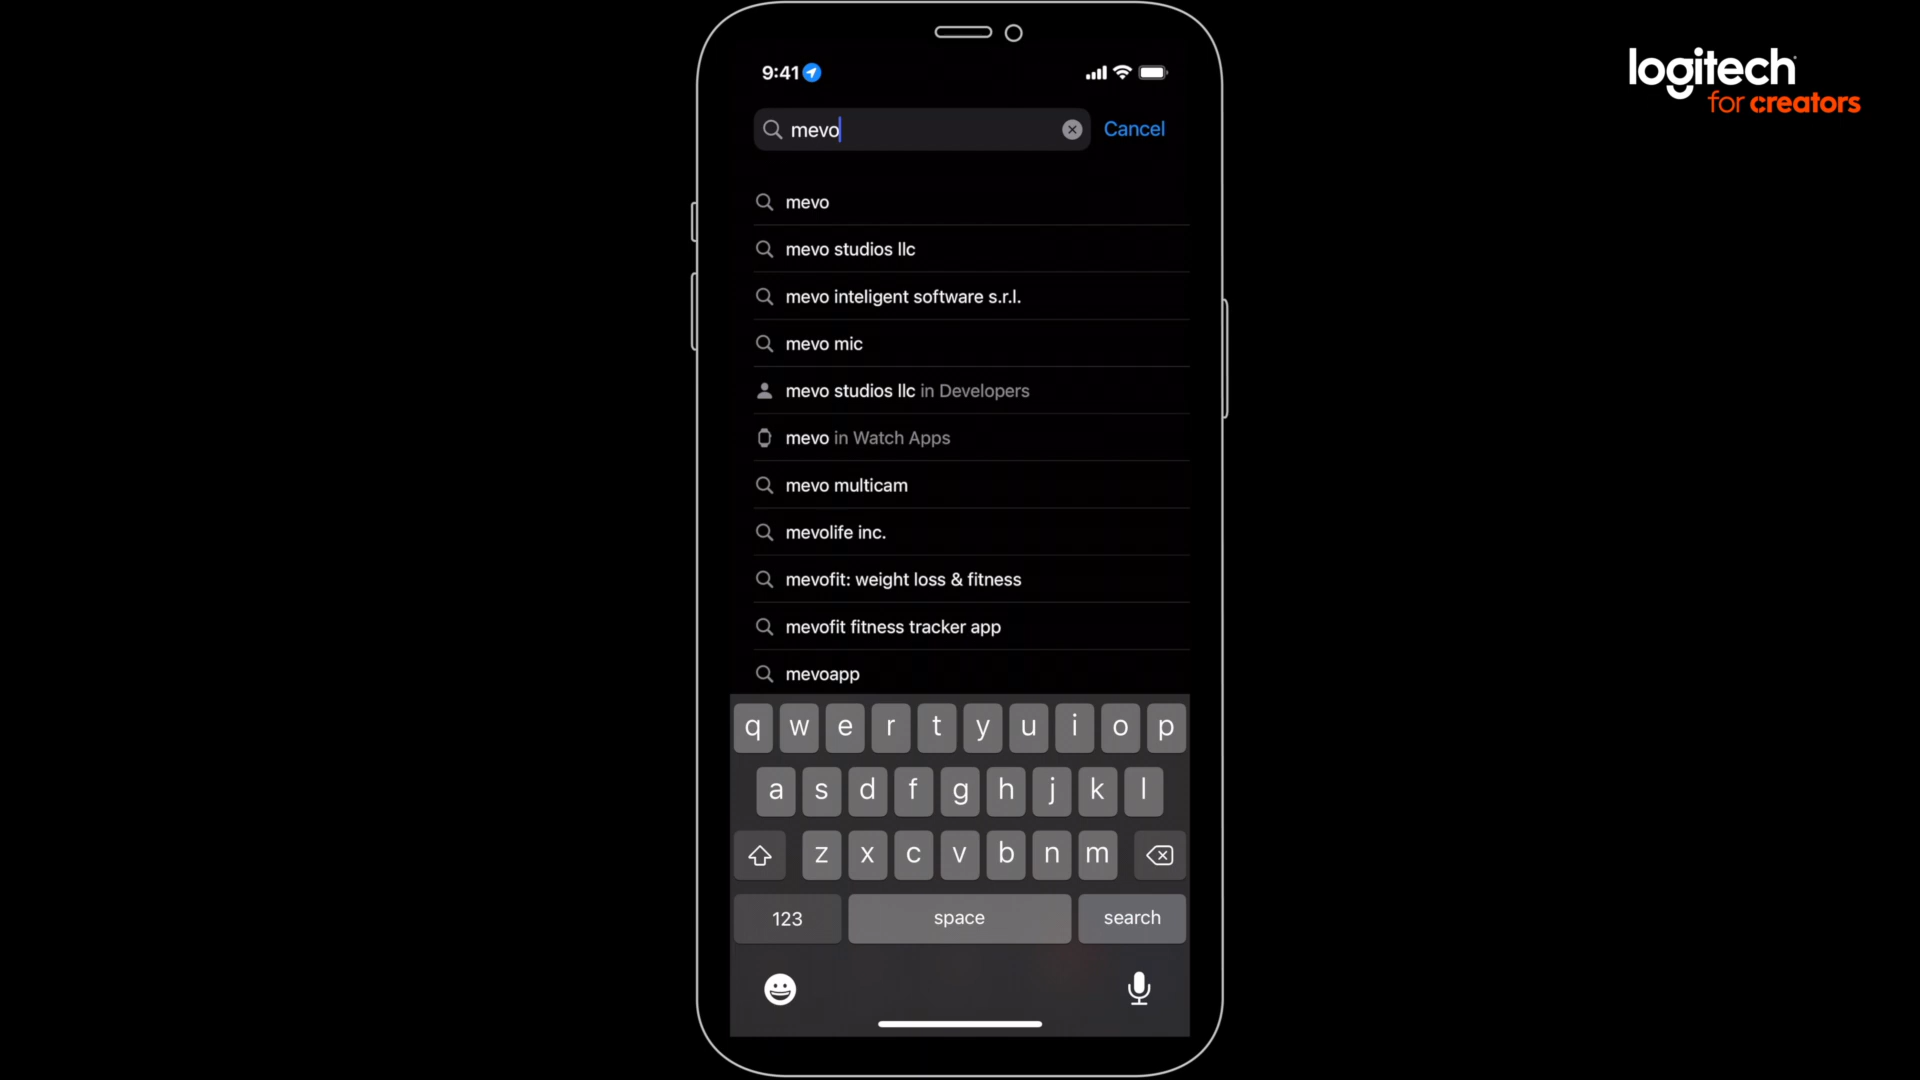 logitech
for creators
9:41
mevo
Cancel
mevo
mevo studios llc
mevo inteligent software s.r.l.
mevo mic
mevo studios llc in Developers
mevo in Watch Apps
mevo multicam
mevolife inc.
mevofit: weight loss & fitness
mevofit fitness tracker app
mevoapp
q w e r t y u i o p
a s d f g h j k l
z x c v b n m
123 space search